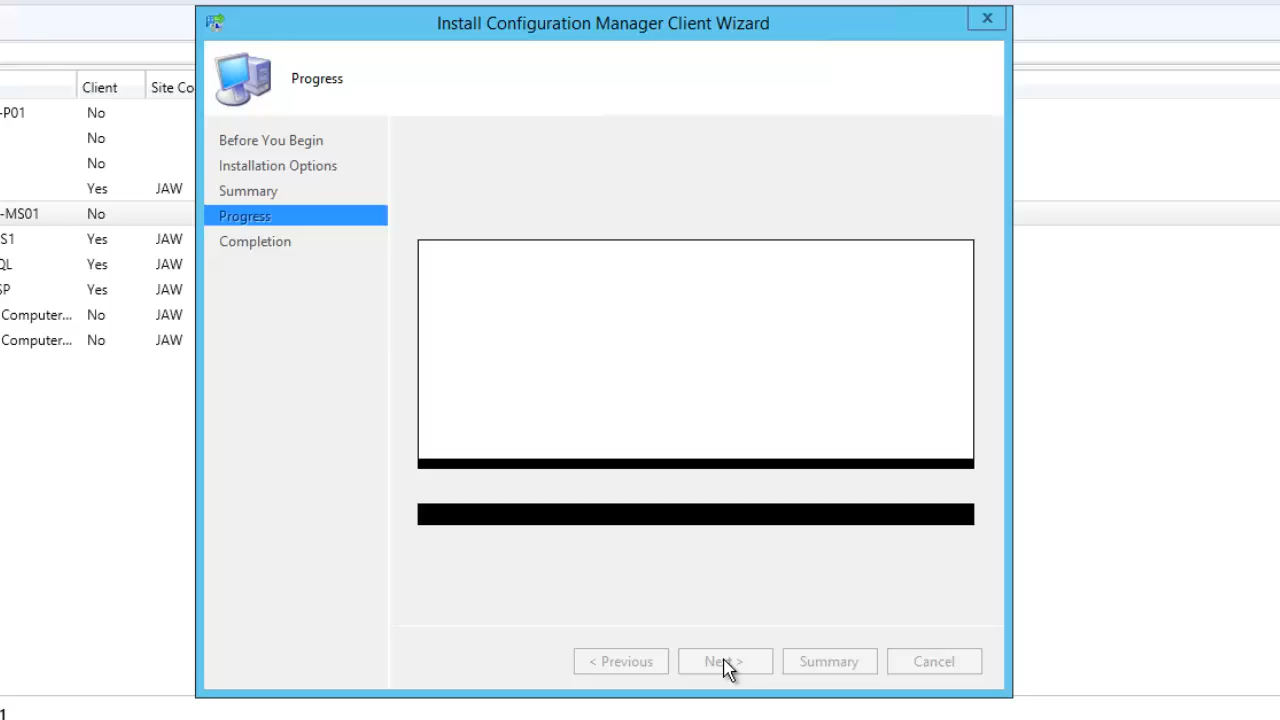 Install Configuration Manager Client Wizard
X
Progress
Client Site Co
-P01 No
No
No
Yes JAW
-MS01 No
S1 Yes JAW
QL Yes JAW
SP Yes JAW
Computer... No JAW
Computer... No JAW
Before You Begin
Installation Options
Summary
Progress
Completion
< Previous
Next >
Summary
Cancel
1